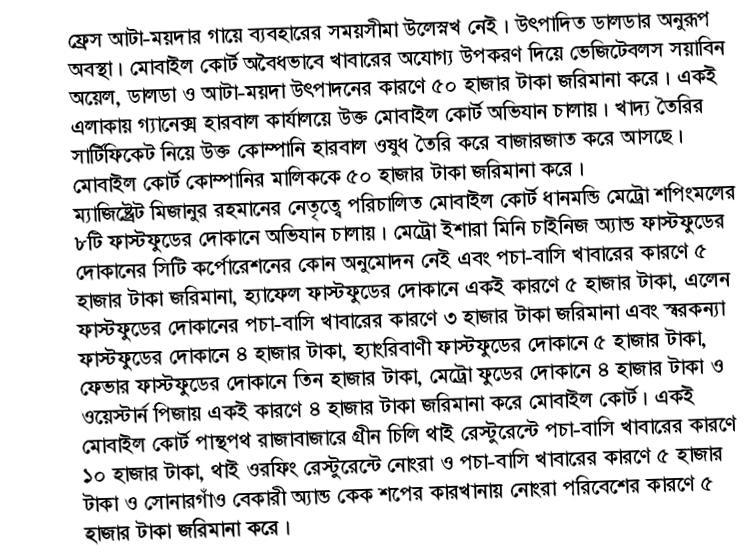 ফ্রেস আটা-ময়দার গায়ে ব্যবহারের সময়সীমা উলেস্নখ নেই। উৎপাদিত ডালডার অনুরূপ
অবস্থা। মোবাইল কোর্ট অবৈধভাবে খাবারের অযোগ্য উপকরণ দিয়ে ভেজিটেবলস সয়াবিন
অয়েল, ডালডা ও আটা-ময়দা উৎপাদনের কারণে ৫০ হাজার টাকা জরিমানা করে। একই
এলাকায় গ্যানেক্স হারবাল কার্যালয়ে উক্ত মোবাইল কোর্ট অভিযান চালায়। খাদ্য তৈরির
সার্টিফিকেট নিয়ে উক্ত কোম্পানি হারবাল ওষুধ তৈরি করে বাজারজাত করে আসছে।
মোবাইল কোর্ট কোম্পানির মালিককে ৫০ হাজার টাকা জরিমানা করে।
ম্যাজিষ্ট্রেট মিজানুর রহমানের নেতৃত্বে পরিচালিত মোবাইল কোর্ট ধানমন্ডি মেট্রো শপিংমলের
৮টি ফাস্টফুডের দোকানে অভিযান চালায়। মেট্রো ইশারা মিনি চাইনিজ অ্যান্ড ফাস্টফুডের
দোকানের সিটি কর্পোরেশনের কোন অনুমোদন নেই এবং পচা-বাসি খাবারের কারণে ৫
হাজার টাকা জরিমানা, হ্যাফেল ফাস্টফুডের দোকানে একই কারণে ৫ হাজার টাকা, এলেন
ফাস্টফুডের দোকানের পচা-বাসি খাবারের কারণে ৩ হাজার টাকা জরিমানা এবং স্বরকন্যা
ফাস্টফুডের দোকানে ৪ হাজার টাকা, হ্যাংরিবাণী ফাস্টফুডের দোকানে ৫ হাজার টাকা,
ফেভার ফাস্টফুডের দোকানে তিন হাজার টাকা, মেট্রো ফুডের দোকানে ৪ হাজার টাকা ও
ওয়েস্টার্ন পিজায় একই কারণে ৪ হাজার টাকা জরিমানা করে মোবাইল কোর্ট। একই
মোবাইল কোর্ট পান্থপথ রাজাবাজারে গ্রীন চিলি থাই রেস্টুরেন্টে পচা-বাসি খাবারের কারণে
১০ হাজার টাকা, থাই ওরফিং রেস্টুরেন্টে নোংরা ও পচা-বাসি খাবারের কারণে ৫ হাজার
টাকা ও সোনারগাঁও বেকারী অ্যান্ড কেক শপের কারখানায় নোংরা পরিবেশের কারণে ৫
হাজার টাকা জরিমানা করে।